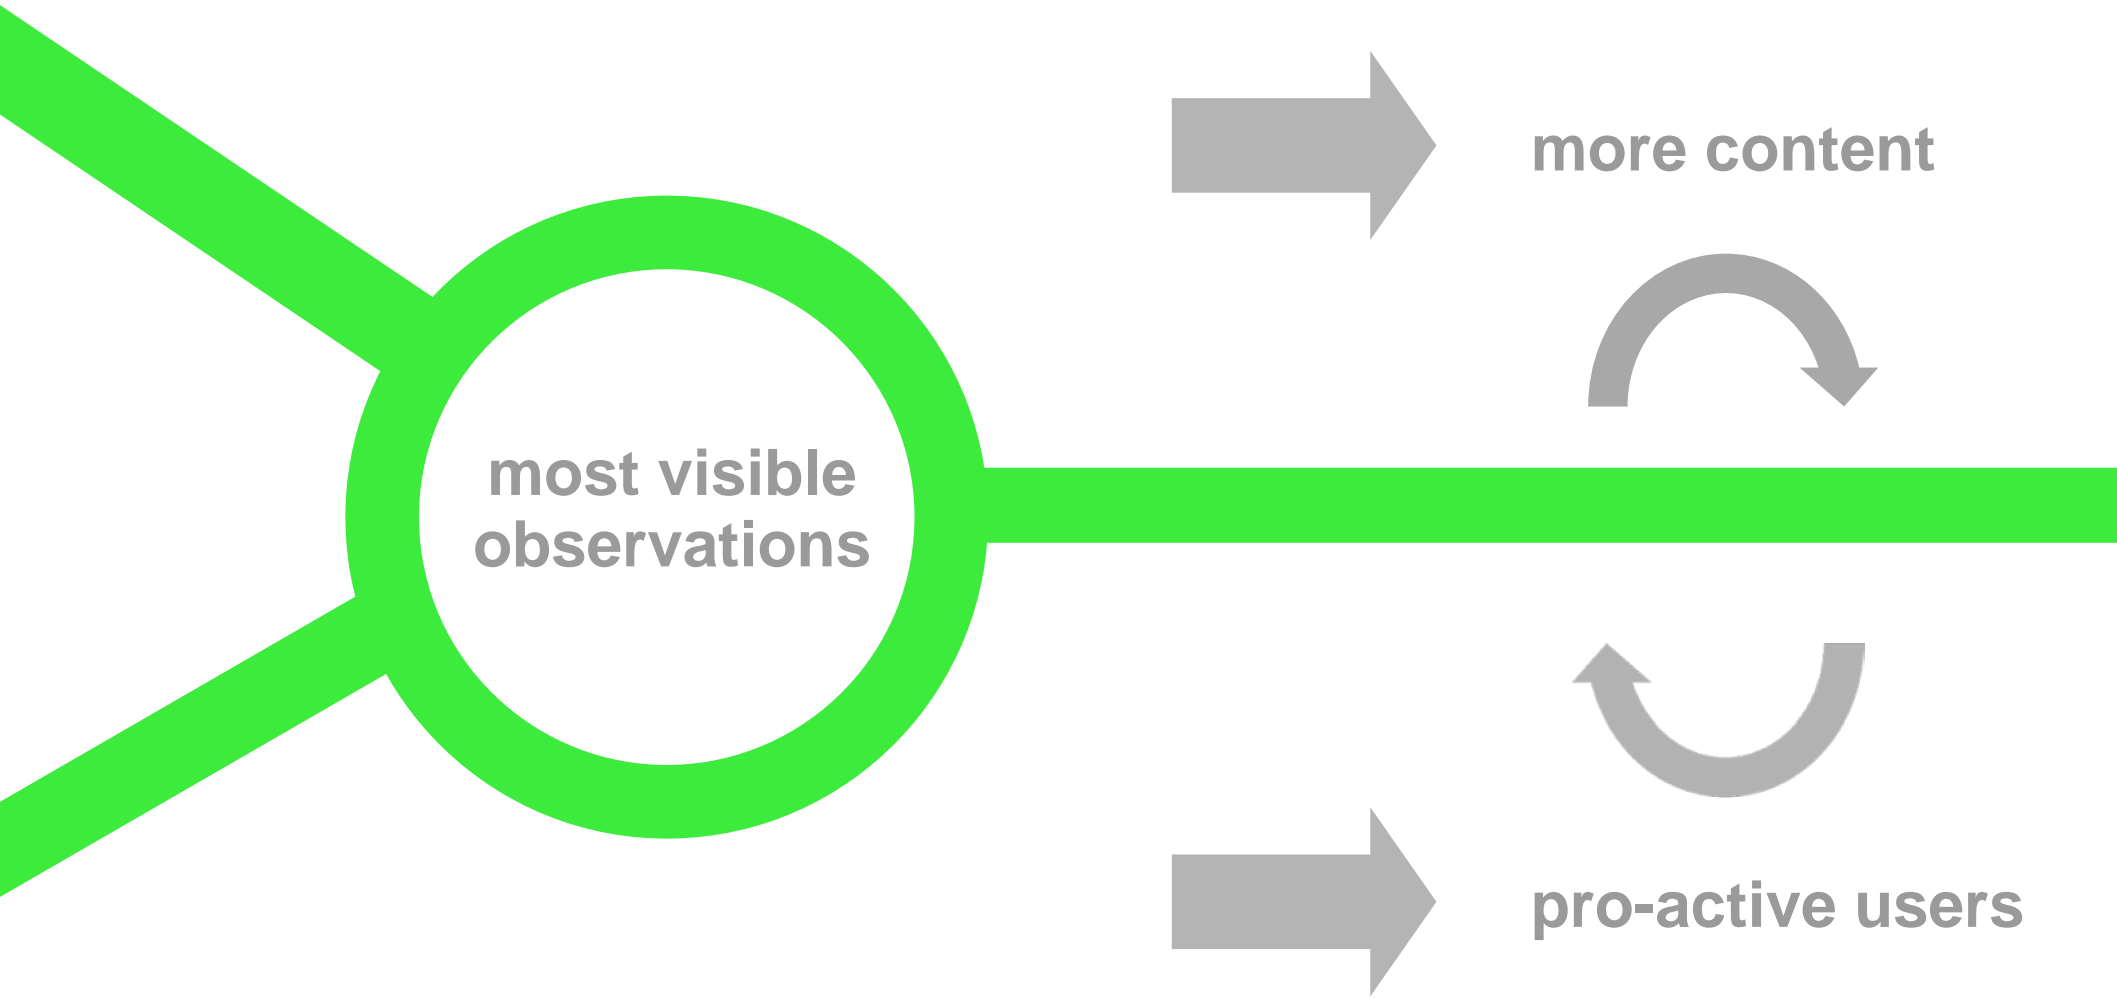 more content
most visible
observations
pro-active users